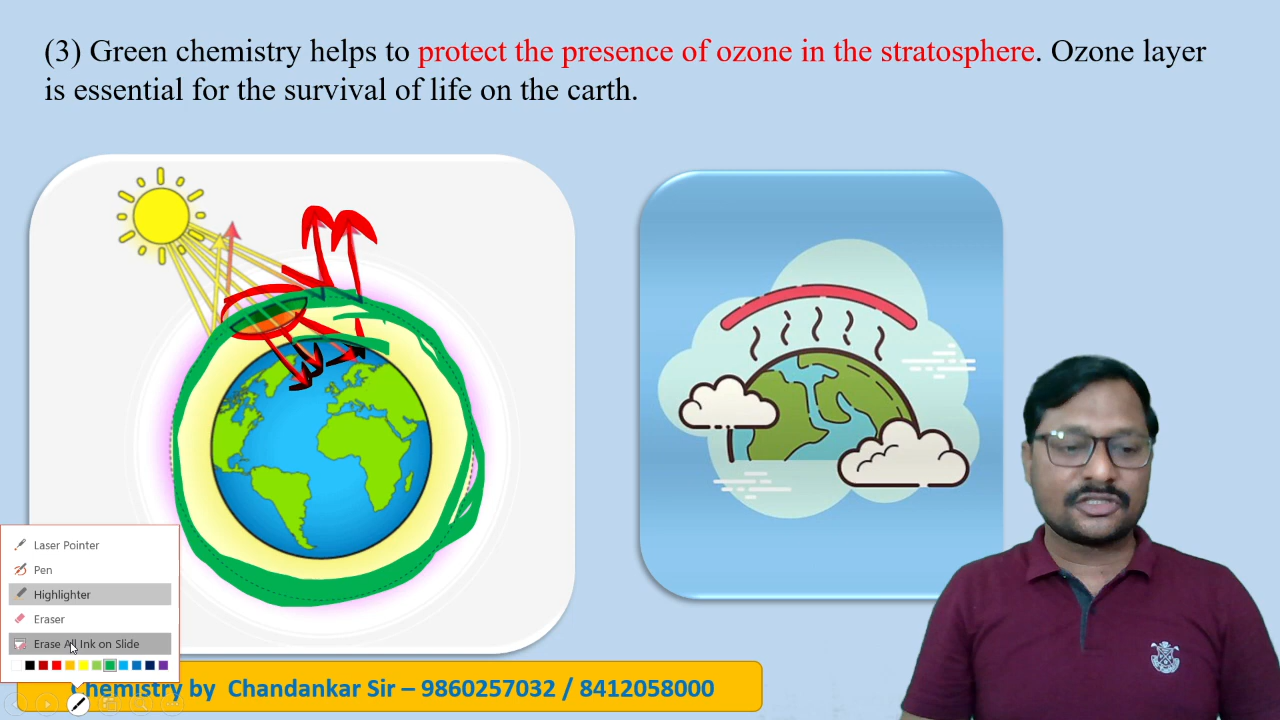 (3) Green chemistry helps to protect the presence of ozone in the stratosphere. Ozone layer
is essential for the survival of life on the carth.
Laser Pointer
Pen
Highlighter
Eraser
Erase All Ink on Slide
Chemistry by Chandankar Sir – 9860257032 / 8412058000